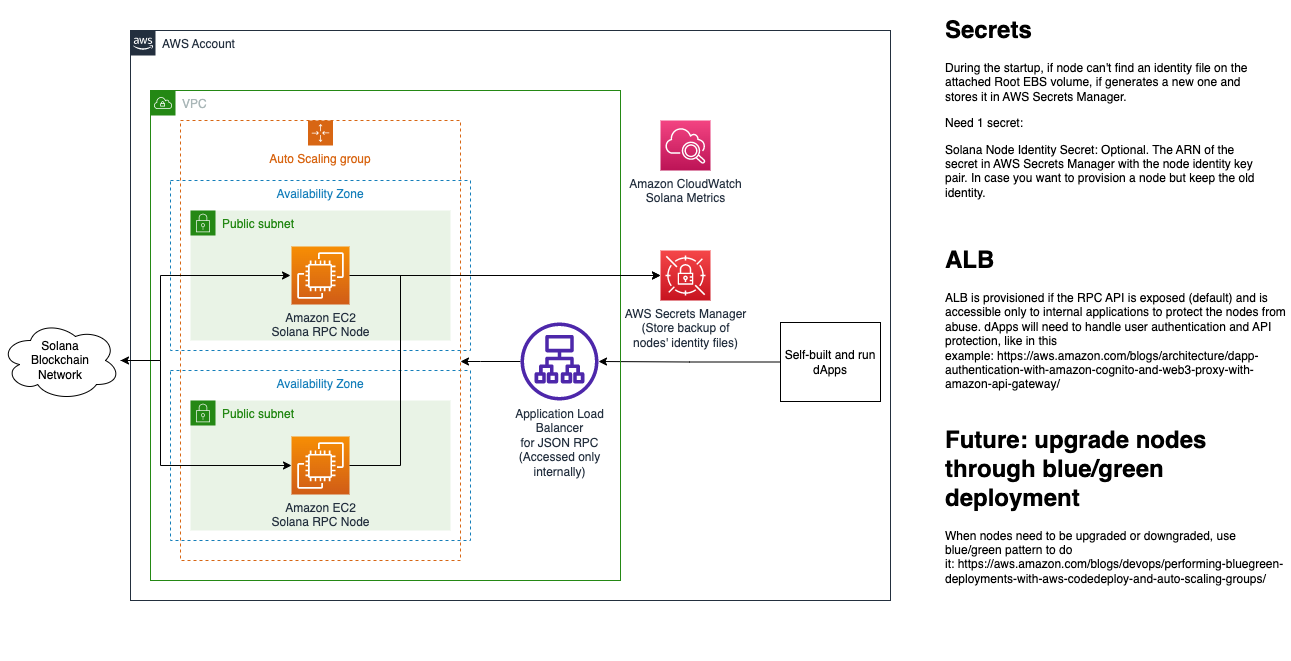 aws
AWS Account
VPC
Auto Scaling group
Availability Zone
Public subnet
Amazon EC2
Solana RPC Node
Availability Zone
Public subnet
Amazon EC2
Solana RPC Node
Solana
Blockchain
Network
Amazon CloudWatch
Solana Metrics
AWS Secrets Manager
(Store backup of
nodes' identity files)
Application Load
Balancer
for JSON RPC
(Accessed only
internally)
Self-built and run
dApps
Secrets
During the startup, if node can't find an identity file on the
attached Root EBS volume, if generates a new one and
stores it in AWS Secrets Manager.
Need 1 secret:
Solana Node Identity Secret: Optional. The ARN of the
secret in AWS Secrets Manager with the node identity key
pair. In case you want to provision a node but keep the old
identity.
ALB
ALB is provisioned if the RPC API is exposed (default) and is
accessible only to internal applications to protect the nodes from
abuse. dApps will need to handle user authentication and API
protection, like in this
example: https://aws.amazon.com/blogs/architecture/dapp-
authentication-with-amazon-cognito-and-web3-proxy-with-
amazon-api-gateway/
Future: upgrade nodes
through blue/green
deployment
When nodes need to be upgraded or downgraded, use
blue/green pattern to do
it: https://aws.amazon.com/blogs/devops/performing-bluegreen-
deployments-with-aws-codedeploy-and-auto-scaling-groups/